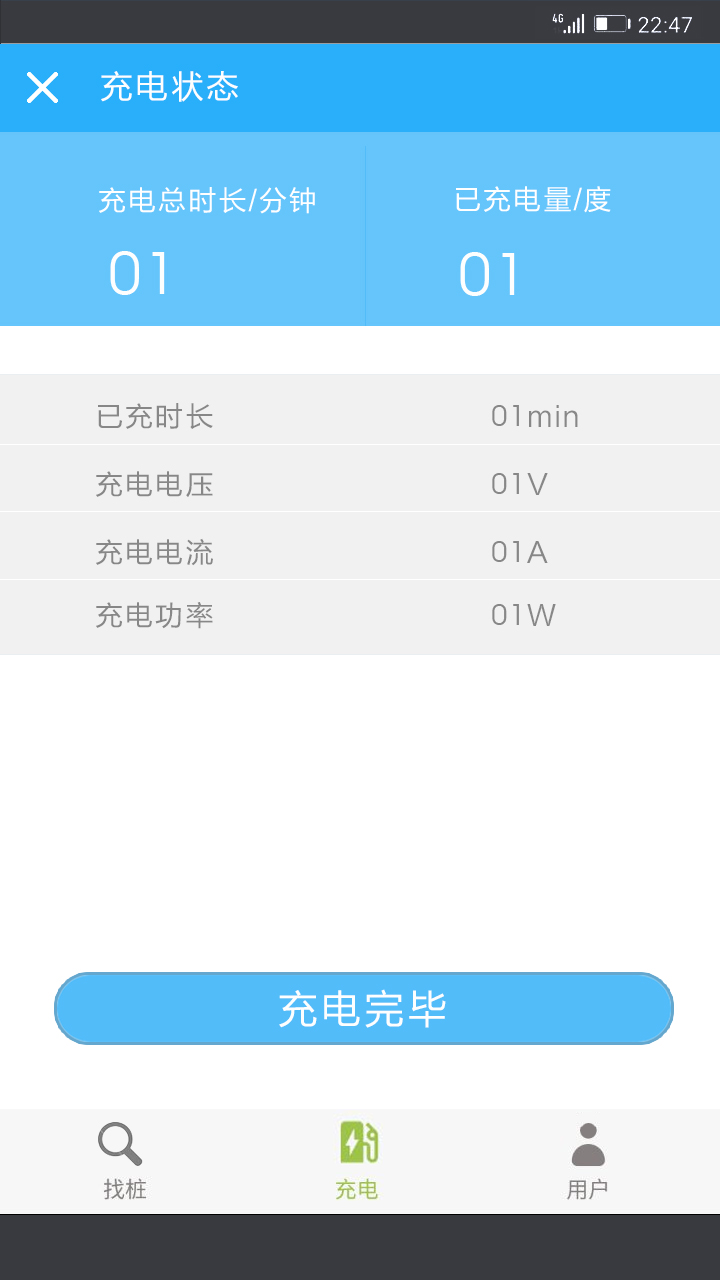 4G 22:47
充电状态
充电总时长/分钟 已充电量/度
01 01
已充时长 01min
充电电压 01V
充电电流 01A
充电功率 01W
充电完毕
找桩 充电 用户